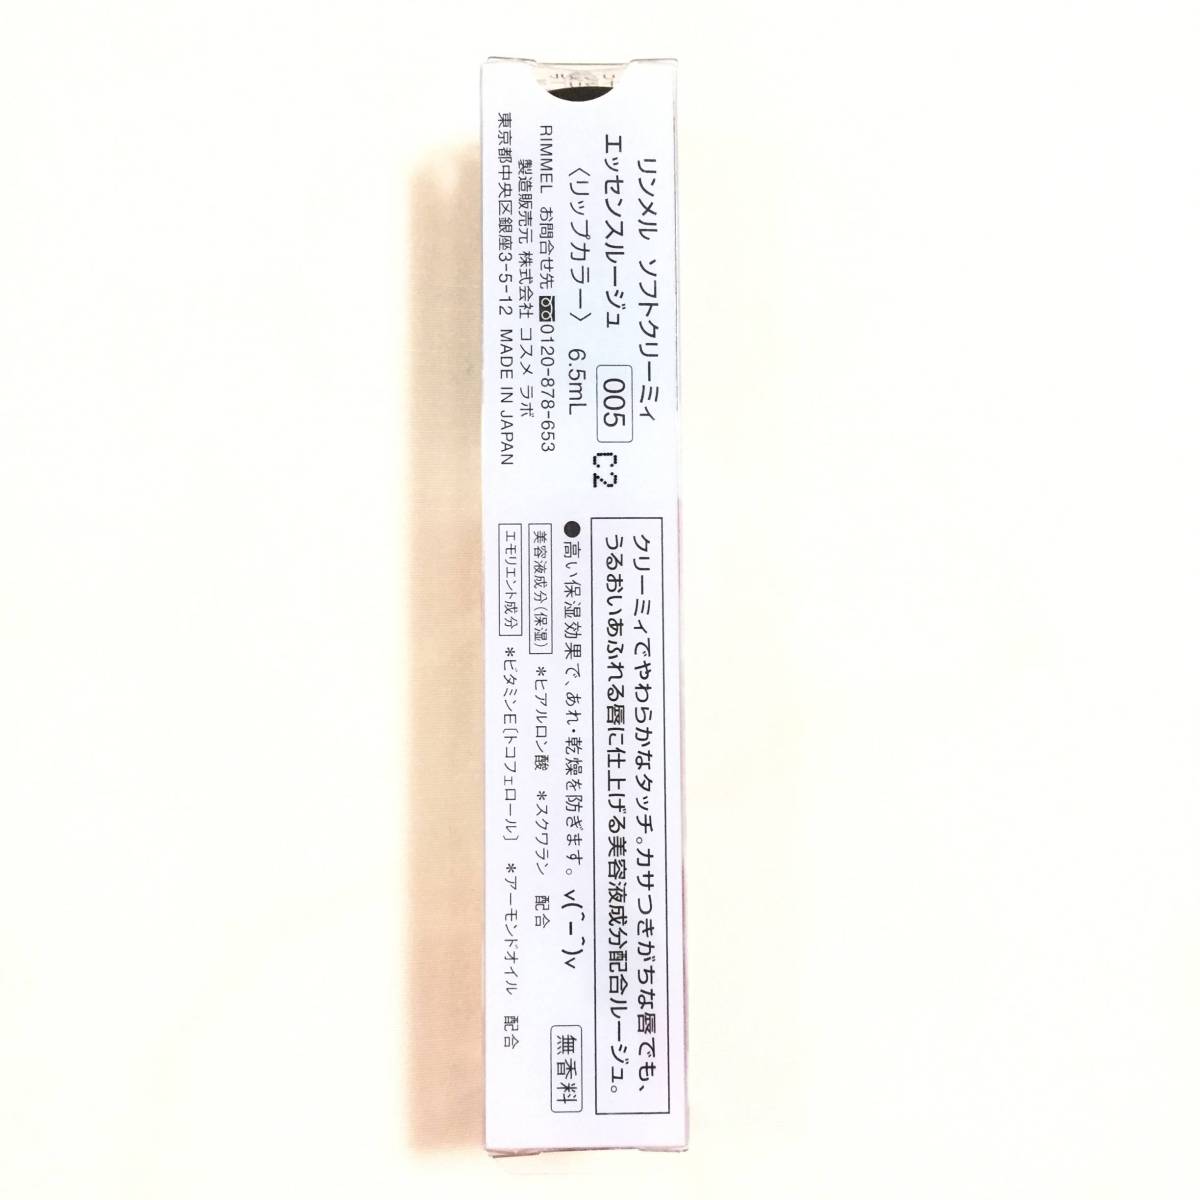 リンメル ソフトクリーミィ
エッセンスルージュ 005 C2
〈リップカラー〉 6.5mL
RIMMEL お問合せ先 0120-878-653
製造販売元 株式会社 コスメ ラボ
東京都中央区銀座3-5-12 MADE IN JAPAN
クリーミィでやわらかなタッチ。カサつきがちな唇でも、
うるおいあふれる唇に仕上げる美容液成分配合ルージュ。
●高い保湿効果で、あれ・乾燥を防ぎます。 v(^-^)v
無香料
美容液成分(保湿) *ヒアルロン酸 *スクワラン 配合
エモリエント成分 *ビタミンE〔トコフェロール〕 *アーモンドオイル 配合